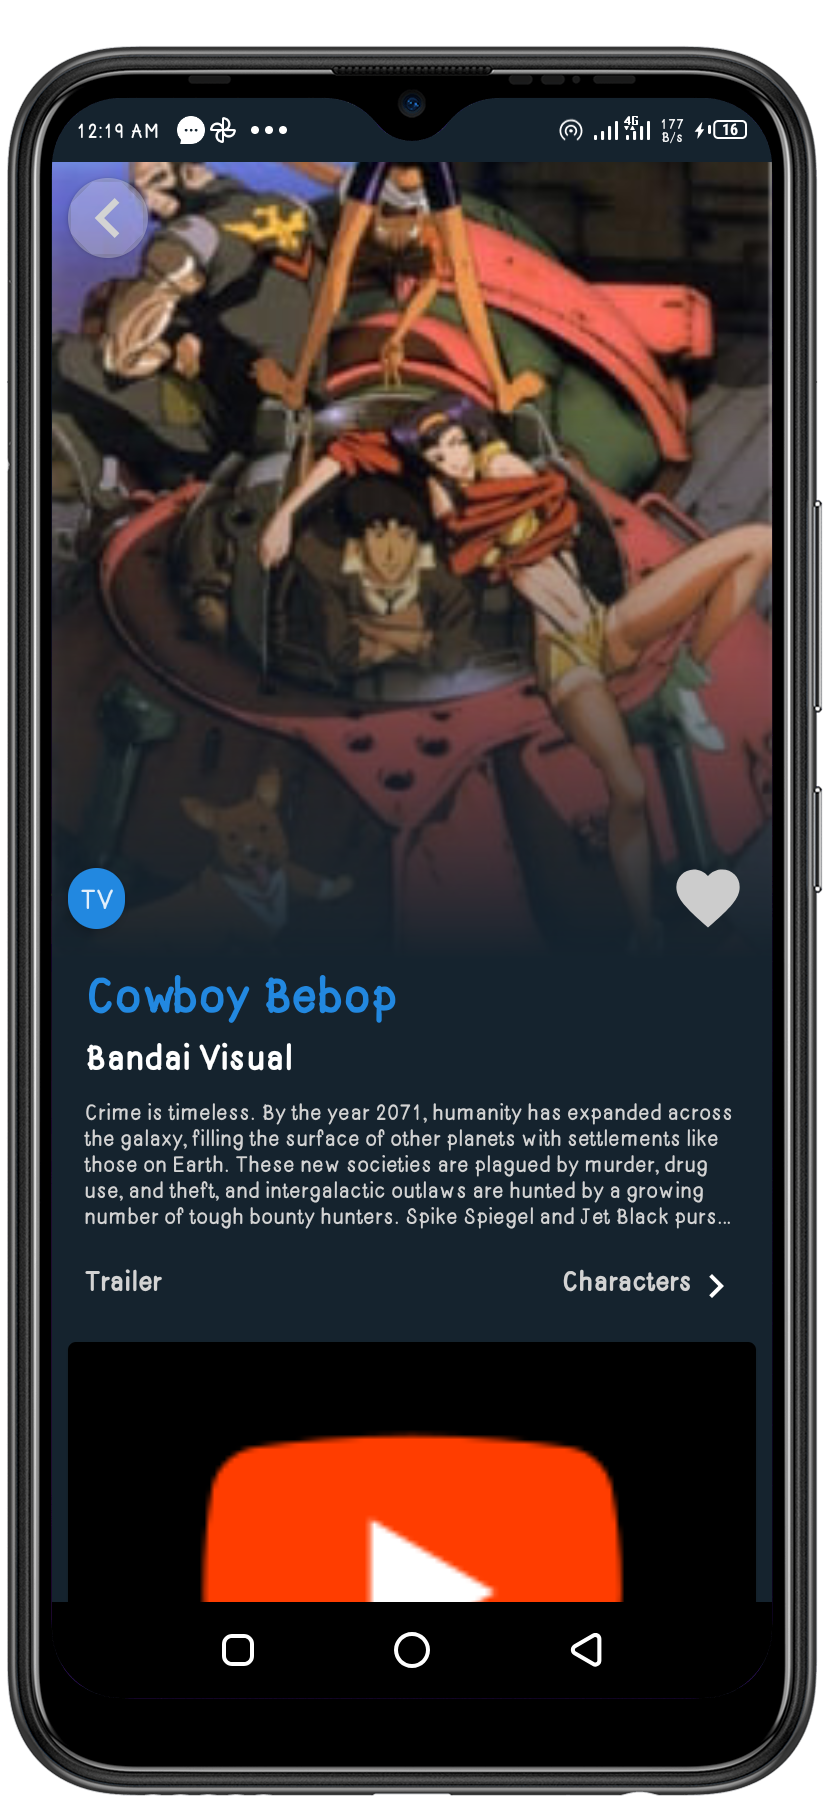 12:19 AM 4G 177 B/s 16
TV
Cowboy Bebop
Bandai Visual
Crime is timeless. By the year 2071, humanity has expanded across
the galaxy, filling the surface of other planets with settlements like
those on Earth. These new societies are plagued by murder, drug
use, and theft, and intergalactic outlaws are hunted by a growing
number of tough bounty hunters. Spike Spiegel and Jet Black purs...
Trailer Characters